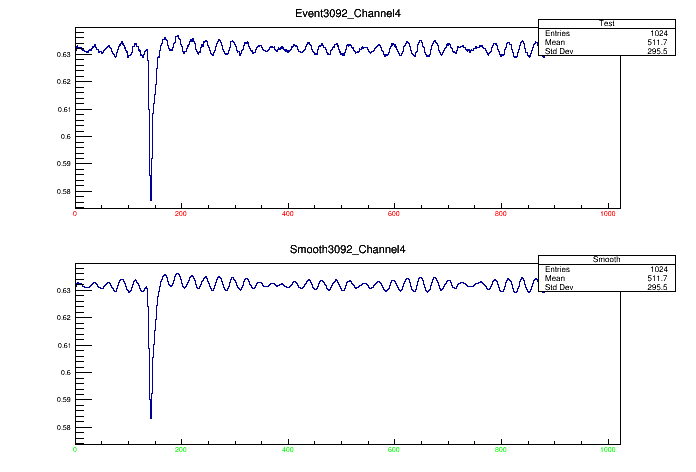 Event3092_Channel4
Test
Entries 1024
Mean 511.7
Std Dev 295.5
0.63
0.62
0.61
0.6
0.59
0.58
0 200 400 600 800 1000
Smooth3092_Channel4
Smooth
Entries 1024
Mean 511.7
Std Dev 295.5
0.63
0.62
0.61
0.6
0.59
0.58
0 200 400 600 800 1000